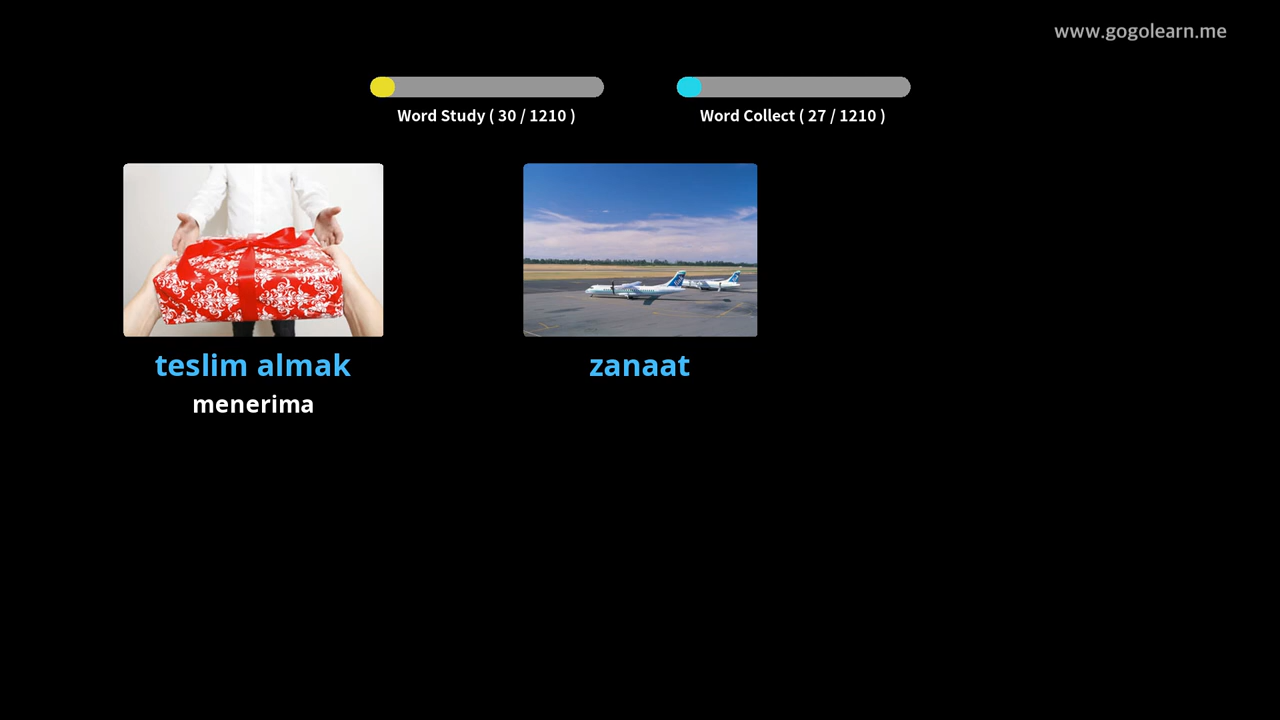 www.gogolearn.me
Word Study ( 30 / 1210 )
Word Collect ( 27 / 1210 )
teslim almak
menerima
zanaat